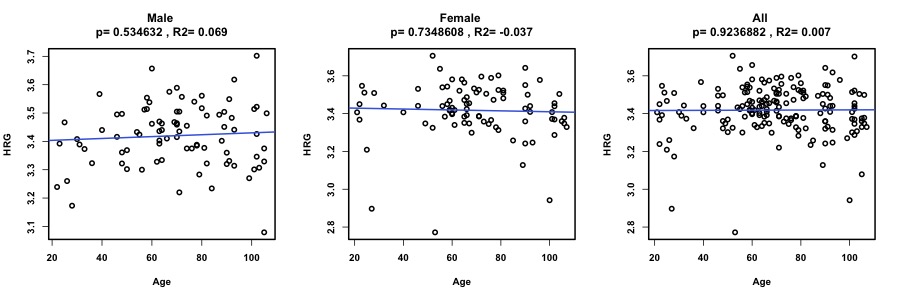 Male
p= 0.534632 , R2= 0.069
HRG
3.1 3.2 3.3 3.4 3.5 3.6 3.7
20 40 60 80 100
Age
Female
p= 0.7348608 , R2= -0.037
HRG
2.8 3.0 3.2 3.4 3.6
20 40 60 80 100
Age
All
p= 0.9236882 , R2= 0.007
HRG
2.8 3.0 3.2 3.4 3.6
20 40 60 80 100
Age